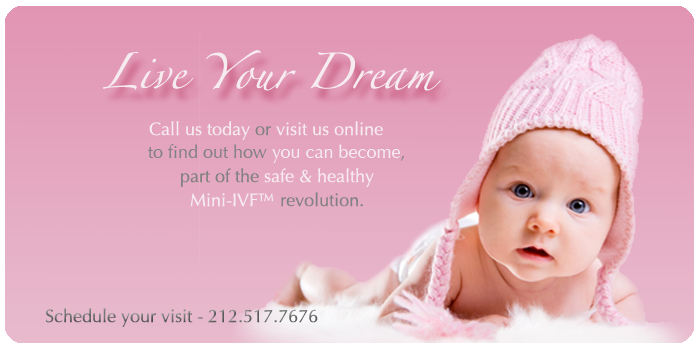 Live Your Dream
Call us today or visit us online
to find out how you can become,
part of the safe & healthy
Mini-IVF™ revolution.
Schedule your visit - 212.517.7676